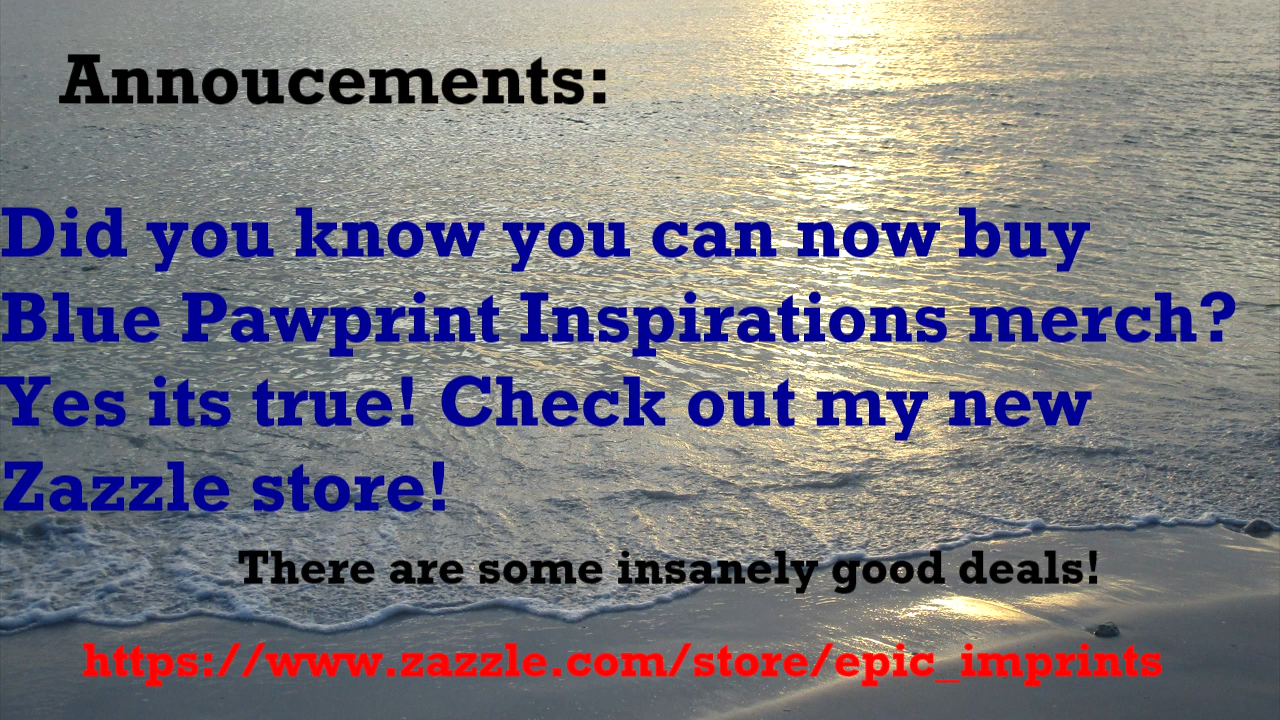 Annoucements:
Did you know you can now buy
Blue Pawprint Inspirations merch?
Yes its true! Check out my new
Zazzle store!
There are some insanely good deals!
https://www.zazzle.com/store/epic_imprints